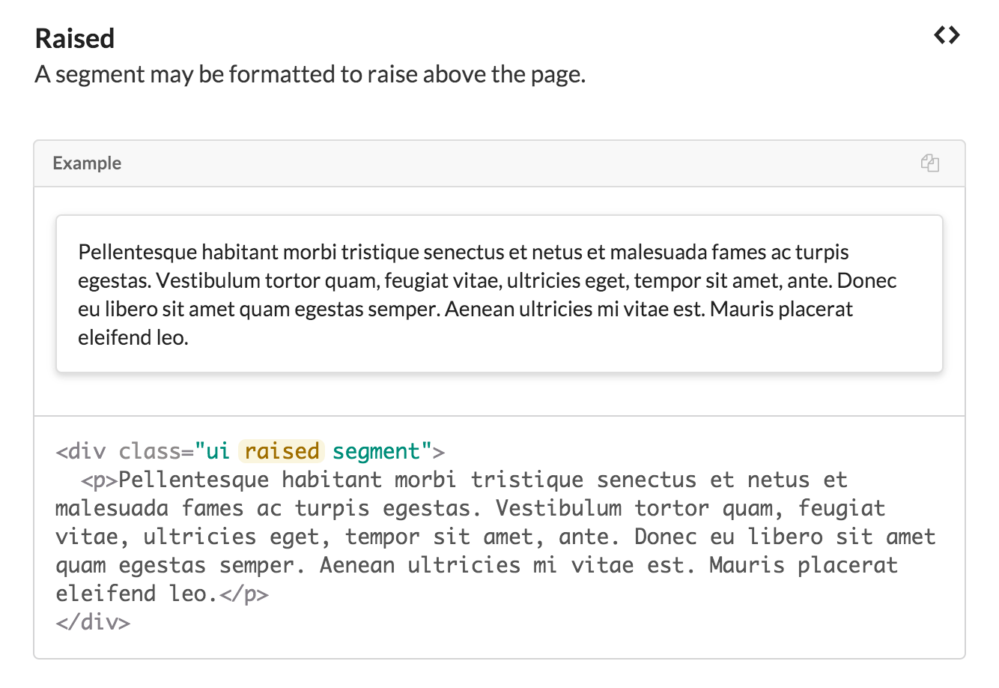 Raised
A segment may be formatted to raise above the page.
Example
Pellentesque habitant morbi tristique senectus et netus et malesuada fames ac turpis
egestas. Vestibulum tortor quam, feugiat vitae, ultricies eget, tempor sit amet, ante. Donec
eu libero sit amet quam egestas semper. Aenean ultricies mi vitae est. Mauris placerat
eleifend leo.
<div class="ui raised segment">
  <p>Pellentesque habitant morbi tristique senectus et netus et
malesuada fames ac turpis egestas. Vestibulum tortor quam, feugiat
vitae, ultricies eget, tempor sit amet, ante. Donec eu libero sit amet
quam egestas semper. Aenean ultricies mi vitae est. Mauris placerat
eleifend leo.</p>
</div>